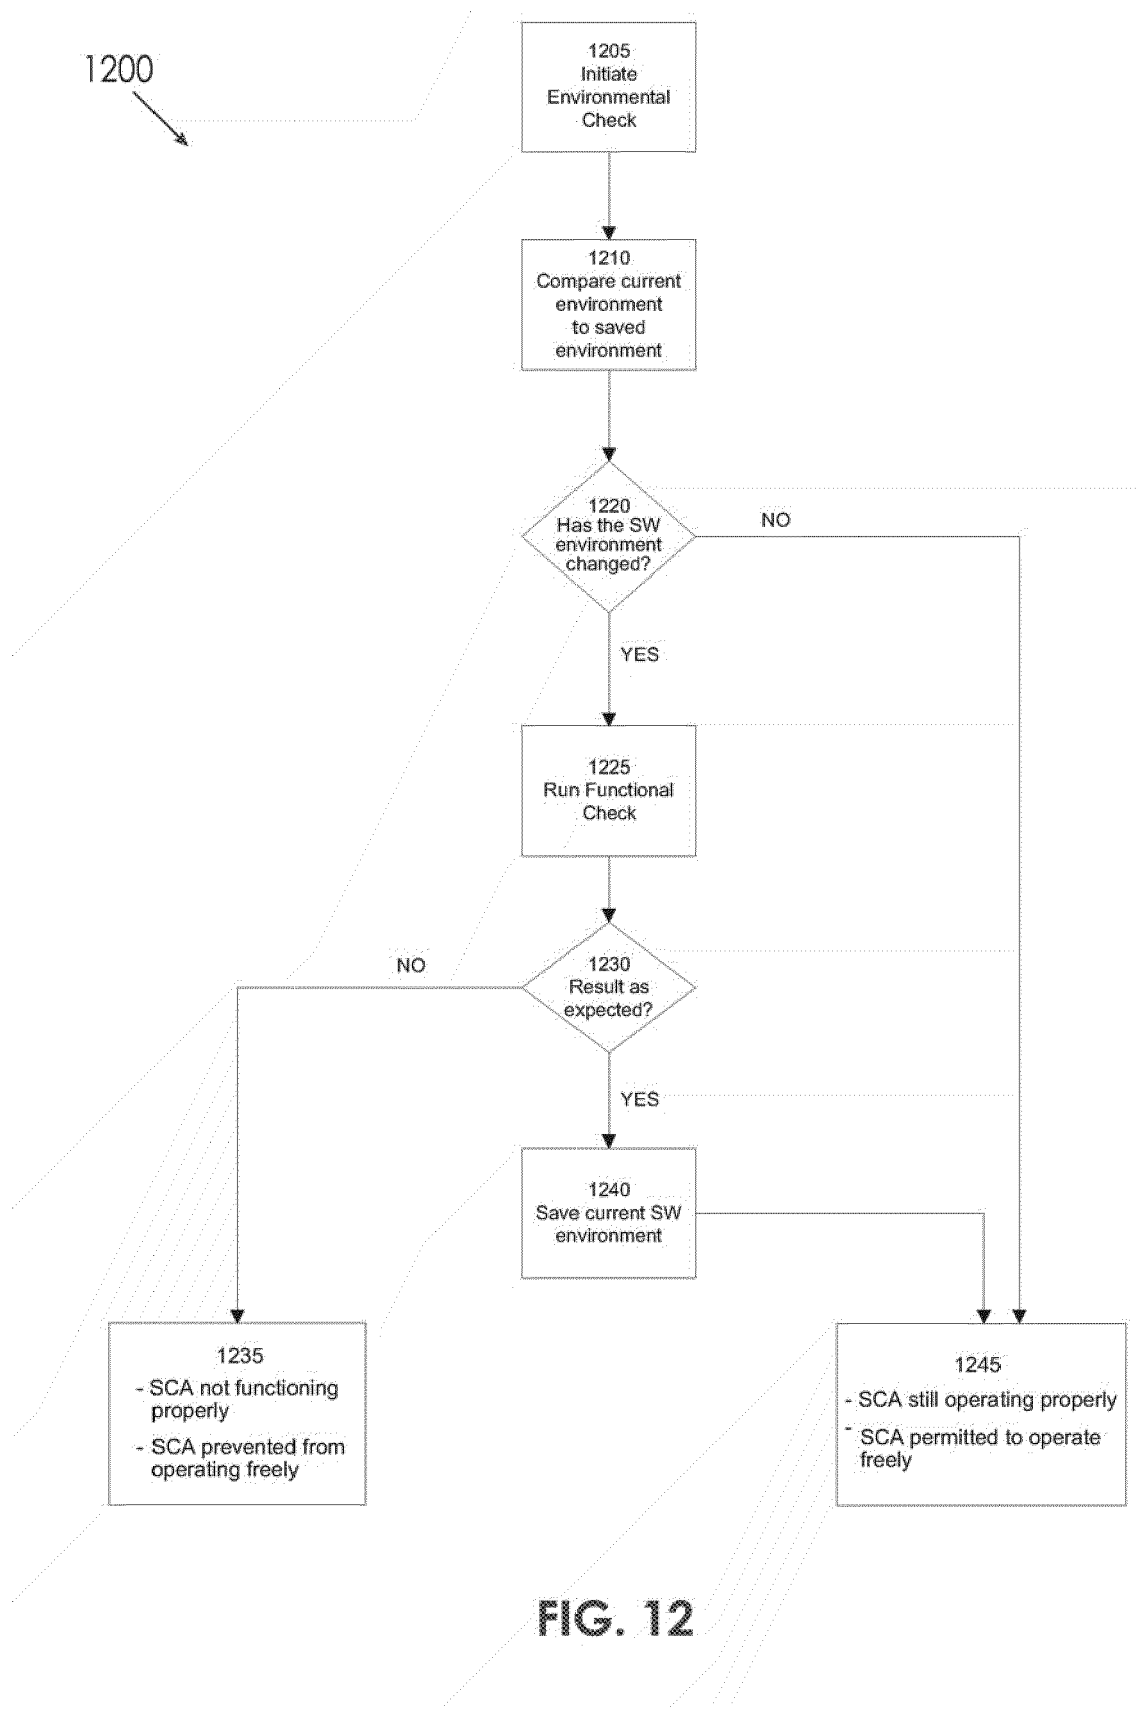 1200
1205
Initiate
Environmental
Check
1210
Compare current
environment
to saved
environment
1220
Has the SW
environment
changed?
NO
YES
1225
Run Functional
Check
1230
Result as
expected?
NO
YES
1240
Save current SW
environment
1235
- SCA not functioning
properly
- SCA prevented from
operating freely
1245
- SCA still operating properly
- SCA permitted to operate
freely
FIG. 12